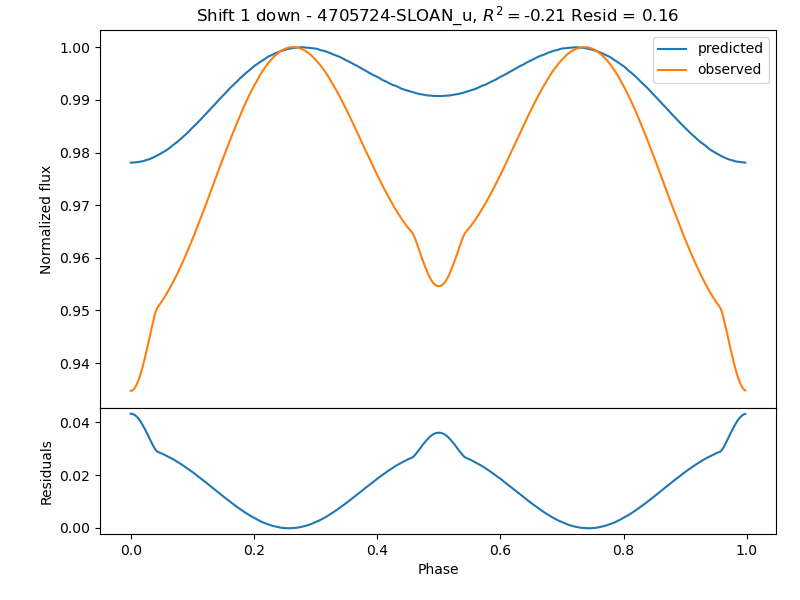 Shift 1 down - 4705724-SLOAN_u, R² = -0.21 Resid = 0.16
predicted
observed
1.00
0.99
0.98
0.97
0.96
0.95
0.94
Normalized flux
0.04
0.02
0.00
Residuals
0.0 0.2 0.4 0.6 0.8 1.0
Phase